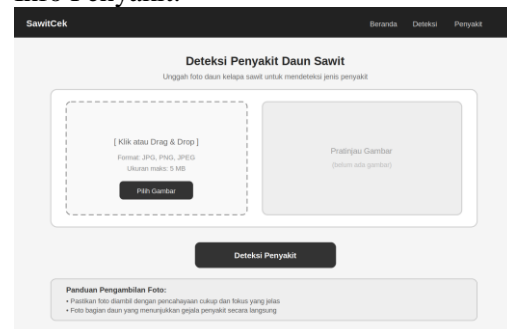 Info Penyakit.
SawitCek
Beranda Deteksi Penyakit
Deteksi Penyakit Daun Sawit
Unggah foto daun kelapa sawit untuk mendeteksi jenis penyakit
[ Klik atau Drag & Drop ]
Format: JPG, PNG, JPEG
Ukuran maks: 5 MB
Pilih Gambar
Pratinjau Gambar
(belum ada gambar)
Deteksi Penyakit
Panduan Pengambilan Foto:
• Pastikan foto diambil dengan pencahayaan cukup dan fokus yang jelas
• Foto bagian daun yang menunjukkan gejala penyakit secara langsung